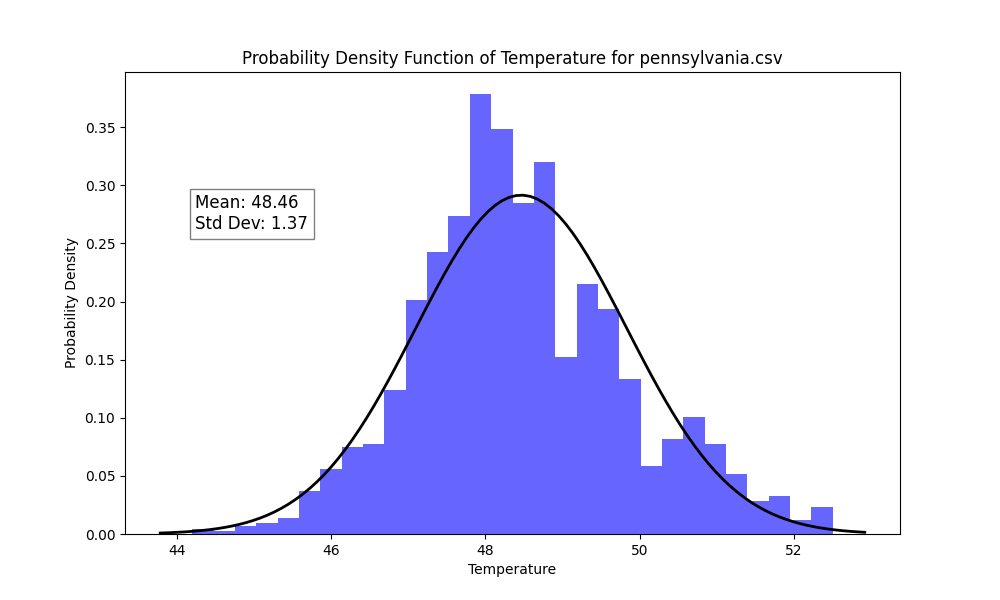 Probability Density Function of Temperature for pennsylvania.csv
Probability Density
0.35
0.30
0.25
0.20
0.15
0.10
0.05
0.00
Mean: 48.46
Std Dev: 1.37
44 46 48 50 52
Temperature